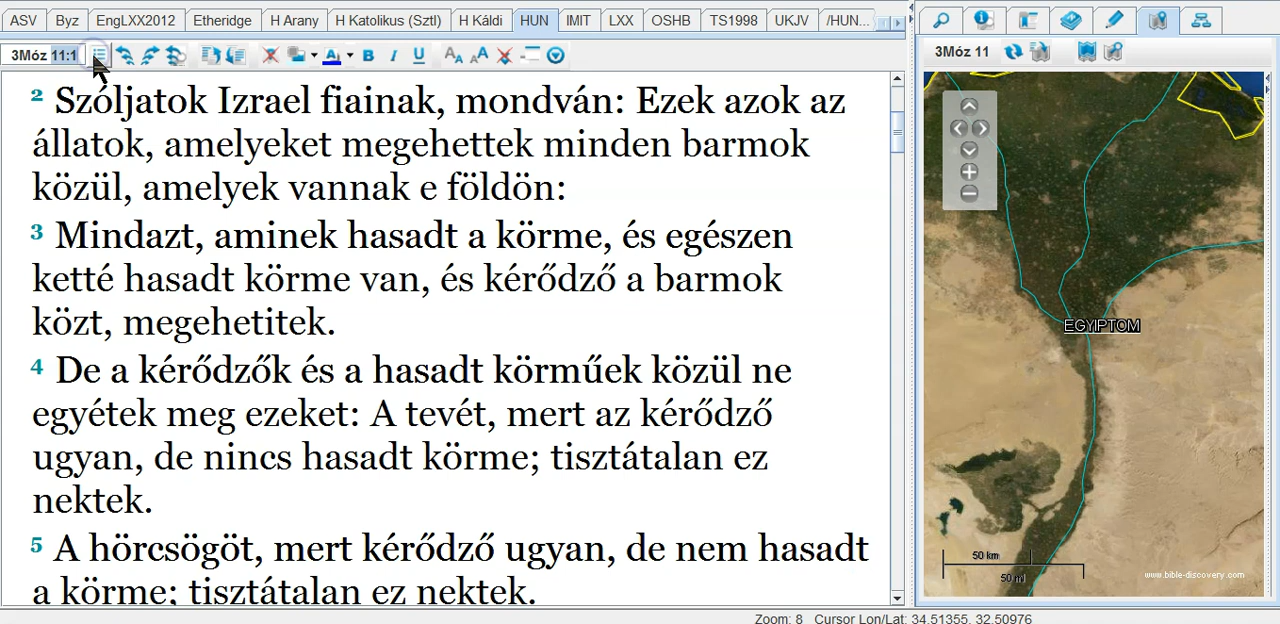 ASV Byz EngLXX2012 Etheridge H Arany H Katolikus (Sztl) H Káldi HUN IMIT LXX OSHB TS1998 UKJV /HUN...
3Móz 11:1
A B I U A A A A
3Móz 11
2 Szóljatok Izrael fiainak, mondván: Ezek azok az
állatok, amelyeket megehettek minden barmok
közül, amelyek vannak e földön:
3 Mindazt, aminek hasadt a körme, és egészen
ketté hasadt körme van, és kérődző a barmok
közt, megehetitek.
4 De a kérődzők és a hasadt körműek közül ne
egyétek meg ezeket: A tevét, mert az kérődző
ugyan, de nincs hasadt körme; tisztátalan ez
nektek.
5 A hörcsögöt, mert kérődző ugyan, de nem hasadt
a körme; tisztátalan ez nektek.
EGYIPTOM
50 km
50 mi
www.bible-discovery.com
Zoom: 8 Cursor Lon/Lat: 34.51355, 32.50976